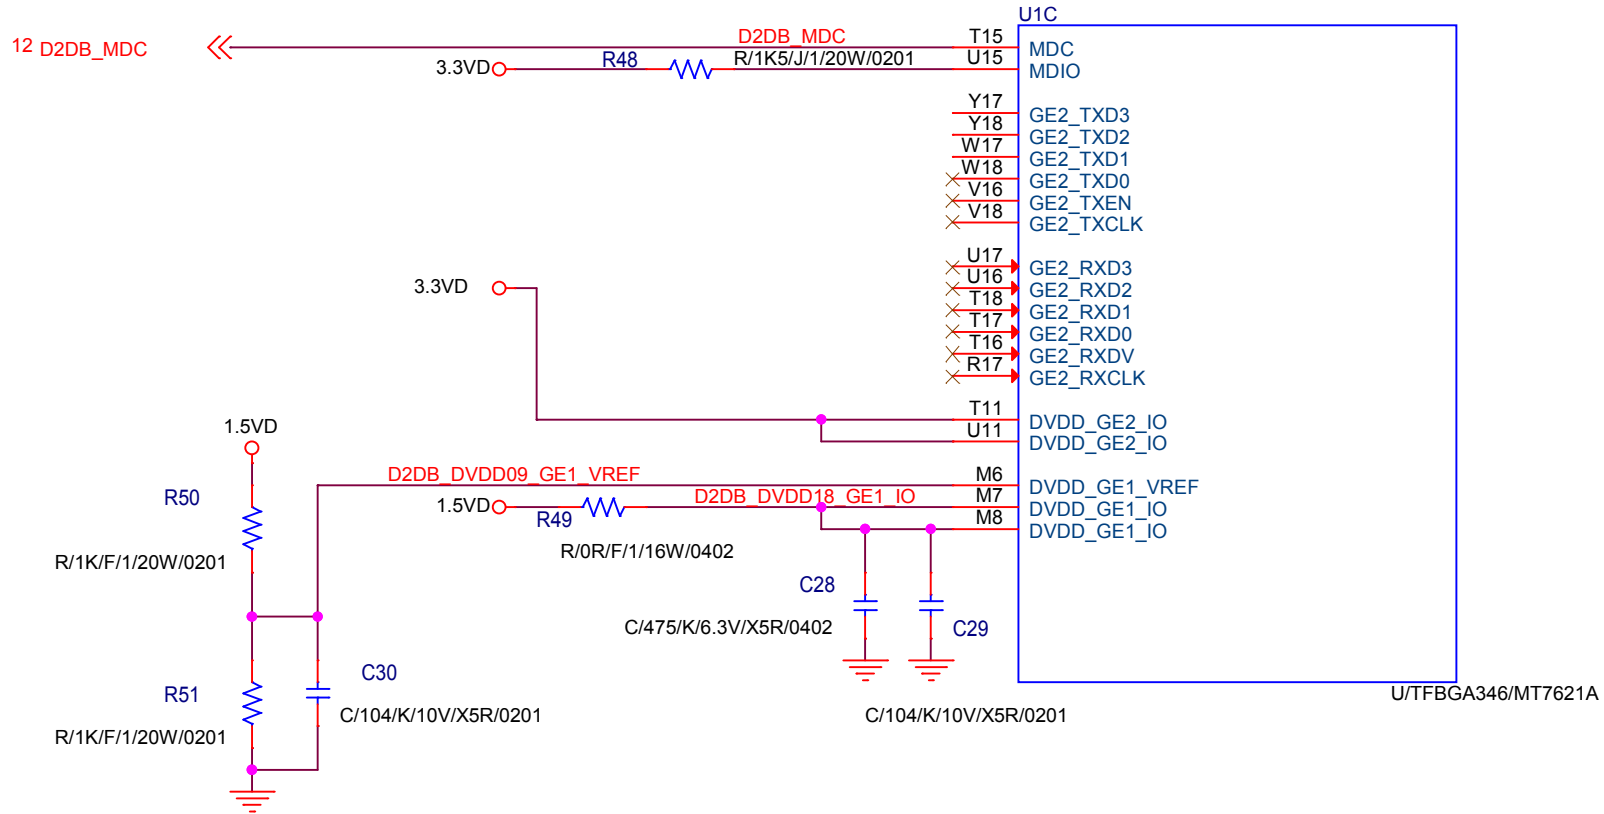 U1C
12 D2DB_MDC
D2DB_MDC
T15
MDC
3.3VD
R48
R/1K5/J/1/20W/0201
U15
MDIO
Y17
GE2_TXD3
Y18
GE2_TXD2
W17
GE2_TXD1
W18
GE2_TXD0
V16
GE2_TXEN
V18
GE2_TXCLK
U17
GE2_RXD3
U16
GE2_RXD2
T18
GE2_RXD1
T17
GE2_RXD0
T16
GE2_RXDV
R17
GE2_RXCLK
3.3VD
T11
DVDD_GE2_IO
U11
DVDD_GE2_IO
1.5VD
D2DB_DVDD09_GE1_VREF
M6
DVDD_GE1_VREF
1.5VD
R49
R/0R/F/1/16W/0402
D2DB_DVDD18_GE1_IO
M7
DVDD_GE1_IO
M8
DVDD_GE1_IO
R50
R/1K/F/1/20W/0201
C28
C/475/K/6.3V/X5R/0402
C29
C/104/K/10V/X5R/0201
R51
R/1K/F/1/20W/0201
C30
C/104/K/10V/X5R/0201
U/TFBGA346/MT7621A